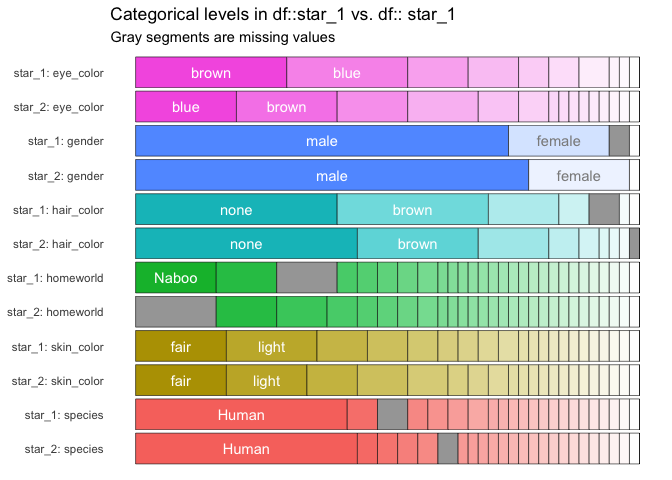 Categorical levels in df::star_1 vs. df:: star_1
Gray segments are missing values
star_1: eye_color brown blue
star_2: eye_color blue brown
star_1: gender male female
star_2: gender male female
star_1: hair_color none brown
star_2: hair_color none brown
star_1: homeworld Naboo
star_2: homeworld
star_1: skin_color fair light
star_2: skin_color fair light
star_1: species Human
star_2: species Human